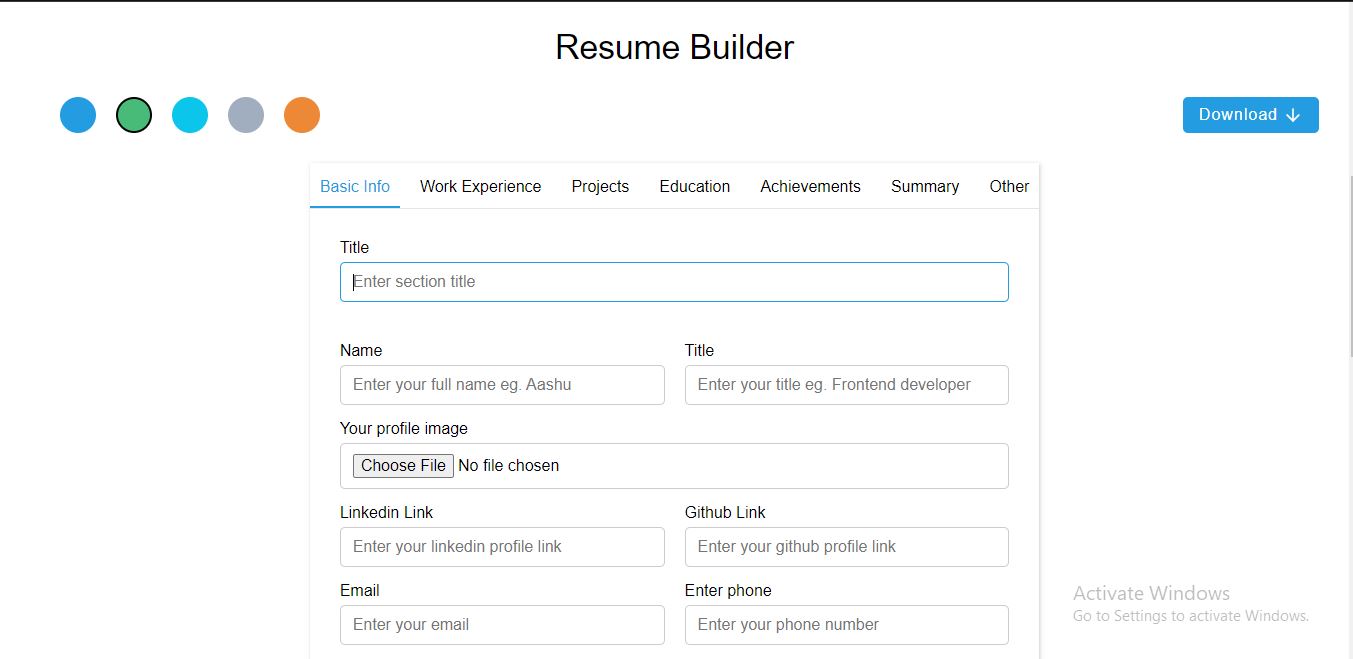 Resume Builder
Download
Basic Info Work Experience Projects Education Achievements Summary Other
Title
Enter section title
Name Title
Enter your full name eg. Aashu Enter your title eg. Frontend developer
Your profile image
Choose File No file chosen
Linkedin Link Github Link
Enter your linkedin profile link Enter your github profile link
Email Enter phone
Enter your email Enter your phone number
Activate Windows
Go to Settings to activate Windows.